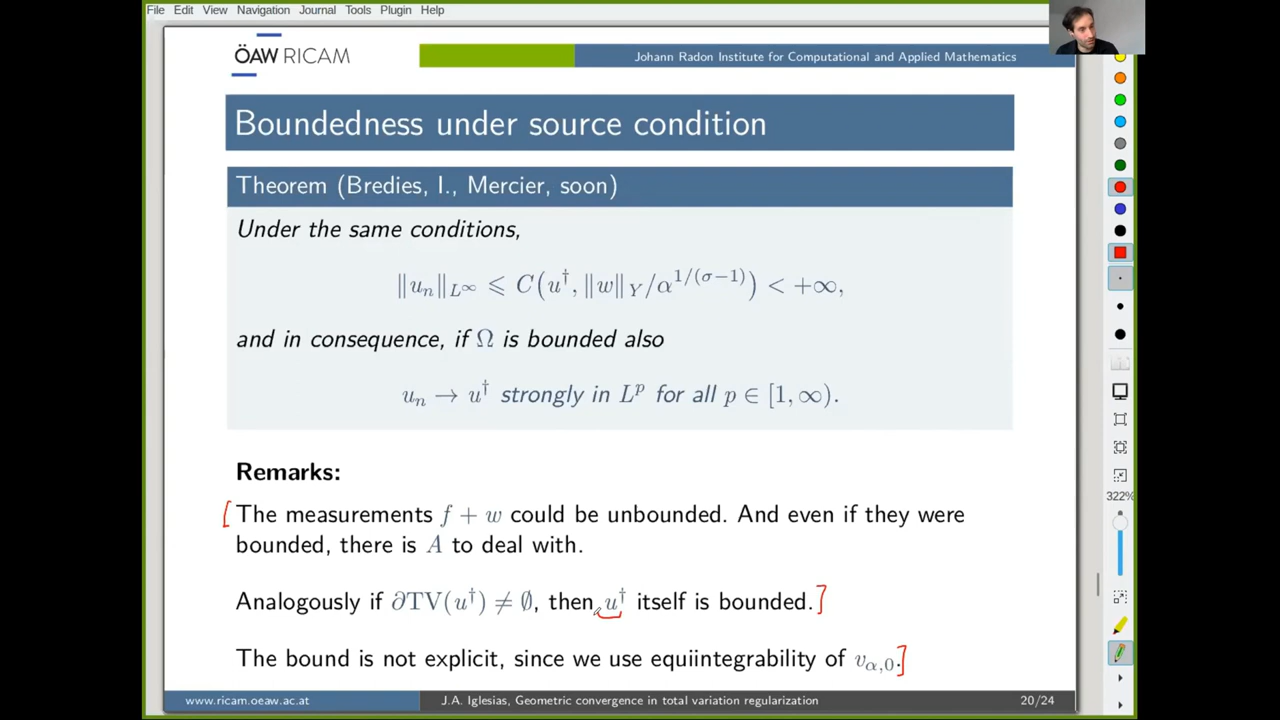 File Edit View Navigation Journal Tools Plugin Help
ÖAW RICAM
Johann Radon Institute for Computational and Applied Mathematics
Boundedness under source condition
Theorem (Bredies, I., Mercier, soon)
Under the same conditions,
‖u_n‖_{L^∞} ⩽ C(u^†, ‖w‖_Y/α^{1/(σ−1)}) < +∞,
and in consequence, if Ω is bounded also
u_n → u^† strongly in L^p for all p ∈ [1, ∞).
Remarks:
The measurements f + w could be unbounded. And even if they were
bounded, there is A to deal with.
Analogously if ∂TV(u^†) ≠ ∅, then u^† itself is bounded.
The bound is not explicit, since we use equiintegrability of v_{α,0}.
322%
www.ricam.oeaw.ac.at J.A. Iglesias, Geometric convergence in total variation regularization 20/24